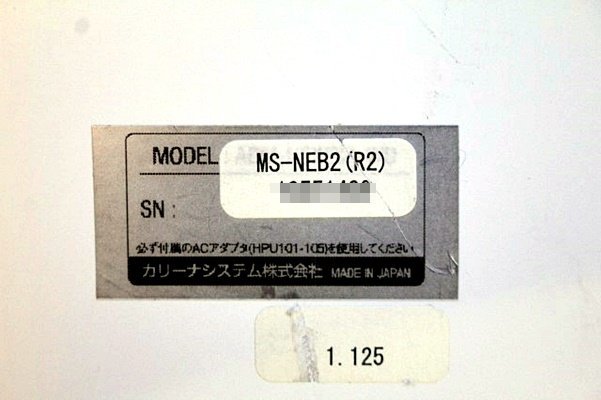 MODEL MS-NEB2(R2)
SN:
必ず付属のACアダプタ(HPU101-105)を使用してください
カリーナシステム株式会社 MADE IN JAPAN
1.125